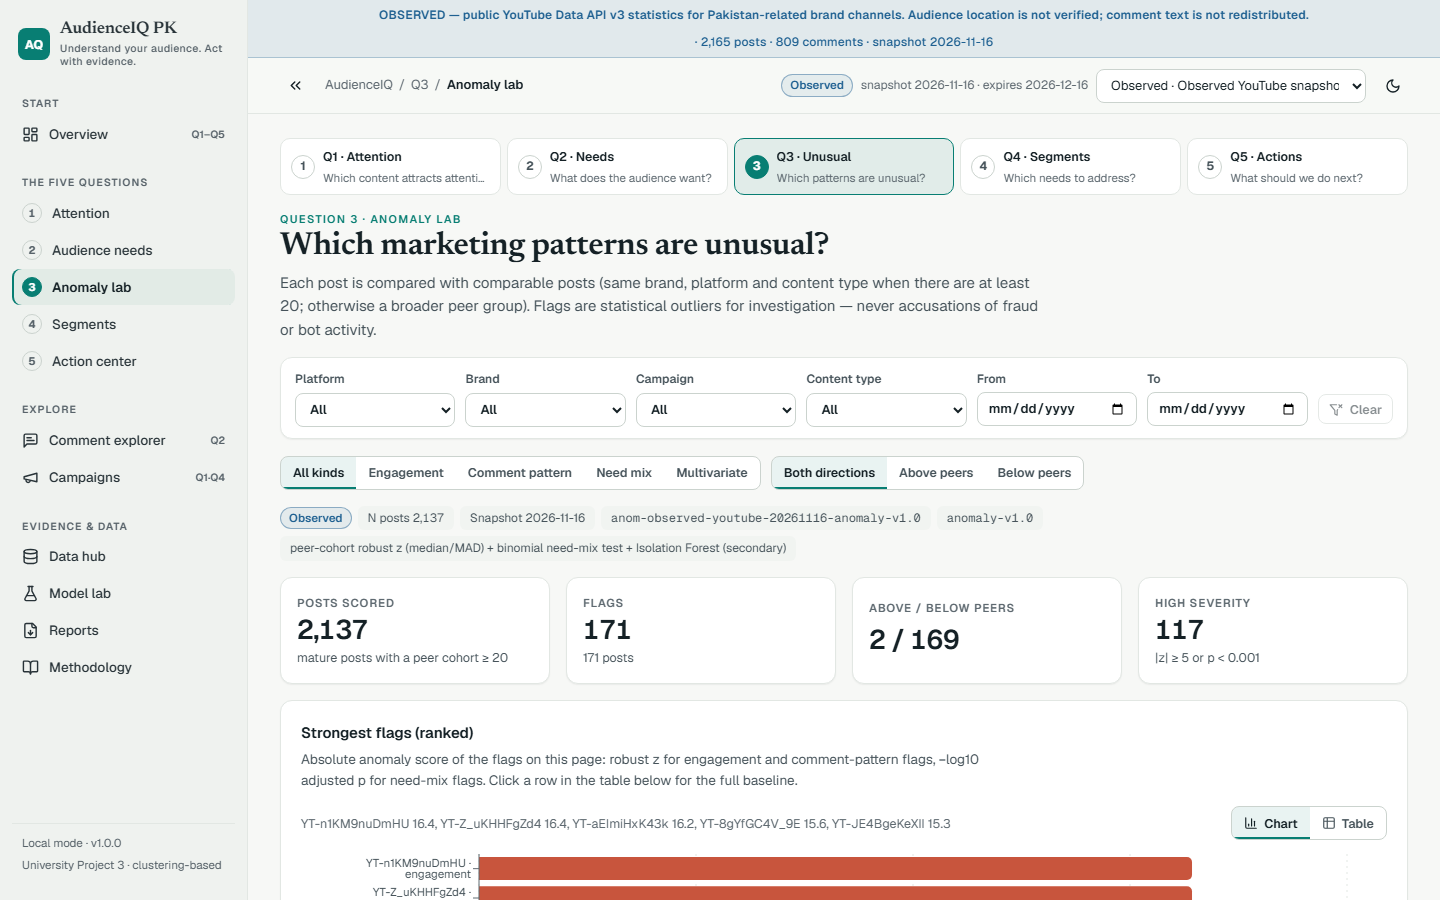 AQ
AudienceIQ PK
Understand your audience. Act
with evidence.
START
Overview
Q1–Q5
THE FIVE QUESTIONS
1
Attention
2
Audience needs
3
Anomaly lab
4
Segments
5
Action center
EXPLORE
Comment explorer
Q2
Campaigns
Q1·Q4
EVIDENCE & DATA
Data hub
Model lab
Reports
Methodology
Local mode · v1.0.0
University Project 3 · clustering-based
OBSERVED — public YouTube Data API v3 statistics for Pakistan-related brand channels. Audience location is not verified; comment text is not redistributed.
· 2,165 posts · 809 comments · snapshot 2026-11-16
AudienceIQ / Q3 / Anomaly lab
Observed
snapshot 2026-11-16 · expires 2026-12-16
Observed · Observed YouTube snapshc
1
Q1 · Attention
Which content attracts attenti…
2
Q2 · Needs
What does the audience want?
3
Q3 · Unusual
Which patterns are unusual?
4
Q4 · Segments
Which needs to address?
5
Q5 · Actions
What should we do next?
QUESTION 3 · ANOMALY LAB
Which marketing patterns are unusual?
Each post is compared with comparable posts (same brand, platform and content type when there are at least
20; otherwise a broader peer group). Flags are statistical outliers for investigation — never accusations of fraud
or bot activity.
Platform
Brand
Campaign
Content type
From
To
All
All
All
All
mm/dd/yyyy
mm/dd/yyyy
Clear
All kinds
Engagement
Comment pattern
Need mix
Multivariate
Both directions
Above peers
Below peers
Observed
N posts 2,137
Snapshot 2026-11-16
anom-observed-youtube-20261116-anomaly-v1.0
anomaly-v1.0
peer-cohort robust z (median/MAD) + binomial need-mix test + Isolation Forest (secondary)
POSTS SCORED
2,137
mature posts with a peer cohort ≥ 20
FLAGS
171
171 posts
ABOVE / BELOW PEERS
2 / 169
HIGH SEVERITY
117
|z| ≥ 5 or p < 0.001
Strongest flags (ranked)
Absolute anomaly score of the flags on this page: robust z for engagement and comment-pattern flags, −log10
adjusted p for need-mix flags. Click a row in the table below for the full baseline.
YT-n1KM9nuDmHU 16.4, YT-Z_uKHHFgZd4 16.4, YT-aEImiHxK43k 16.2, YT-8gYfGC4V_9E 15.6, YT-JE4BgeKeXlI 15.3
Chart
Table
YT-n1KM9nuDmHU ·
engagement
YT-Z_uKHHFgZd4 ·